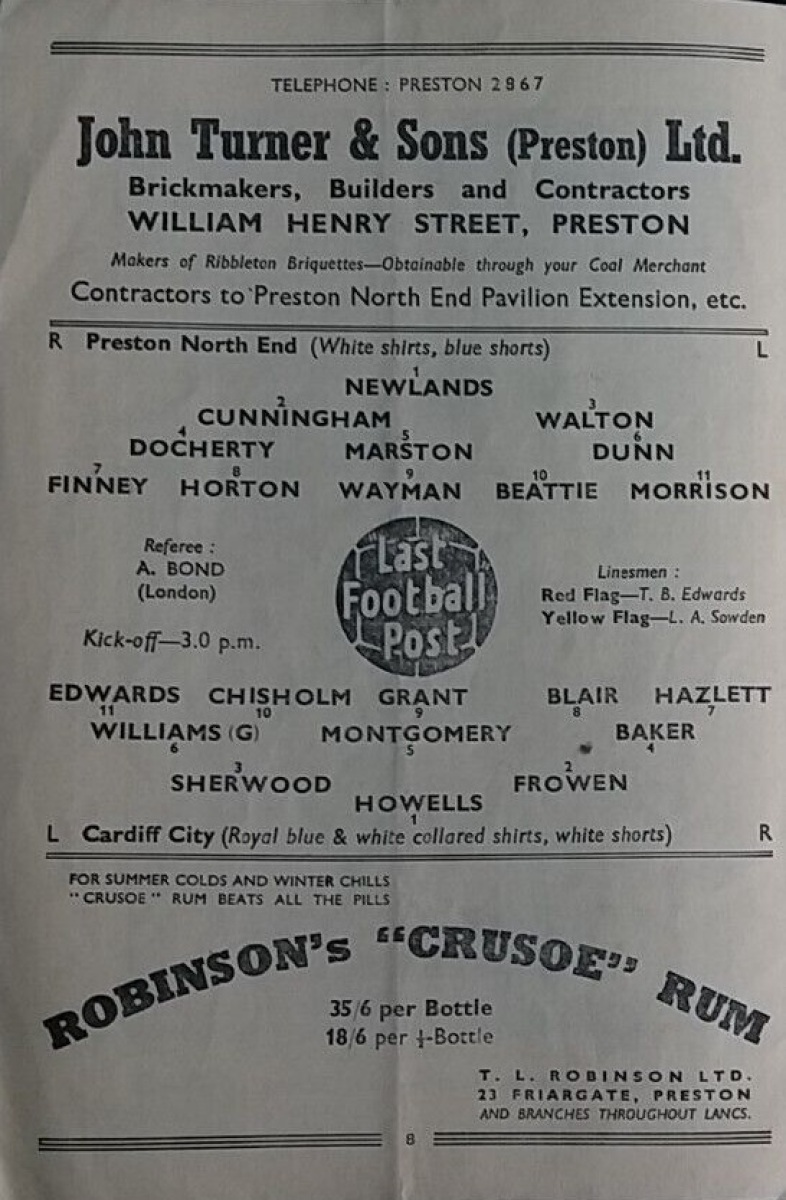 TELEPHONE : PRESTON 2867
John Turner & Sons (Preston) Ltd.
Brickmakers, Builders and Contractors
WILLIAM HENRY STREET, PRESTON
Makers of Ribbleton Briquettes—Obtainable through your Coal Merchant
Contractors to Preston North End Pavilion Extension, etc.
R Preston North End (White shirts, blue shorts) L
1
NEWLANDS
2 3
CUNNINGHAM WALTON
4 5 6
DOCHERTY MARSTON DUNN
7 8 9 10 11
FINNEY HORTON WAYMAN BEATTIE MORRISON
Referee :
A. BOND
(London)
Kick-off—3.0 p.m.
Last
Football
Post
Linesmen :
Red Flag—T. B. Edwards
Yellow Flag—L. A. Sowden
EDWARDS CHISHOLM GRANT BLAIR HAZLETT
11 10 9 8 7
WILLIAMS (G) MONTGOMERY BAKER
6 5 4
3 2
SHERWOOD FROWEN
HOWELLS
1
L Cardiff City (Royal blue & white collared shirts, white shorts) R
FOR SUMMER COLDS AND WINTER CHILLS
"CRUSOE" RUM BEATS ALL THE PILLS
ROBINSON's "CRUSOE" RUM
35/6 per Bottle
18/6 per ½-Bottle
T. L. ROBINSON LTD.
23 FRIARGATE, PRESTON
AND BRANCHES THROUGHOUT LANCS.
8